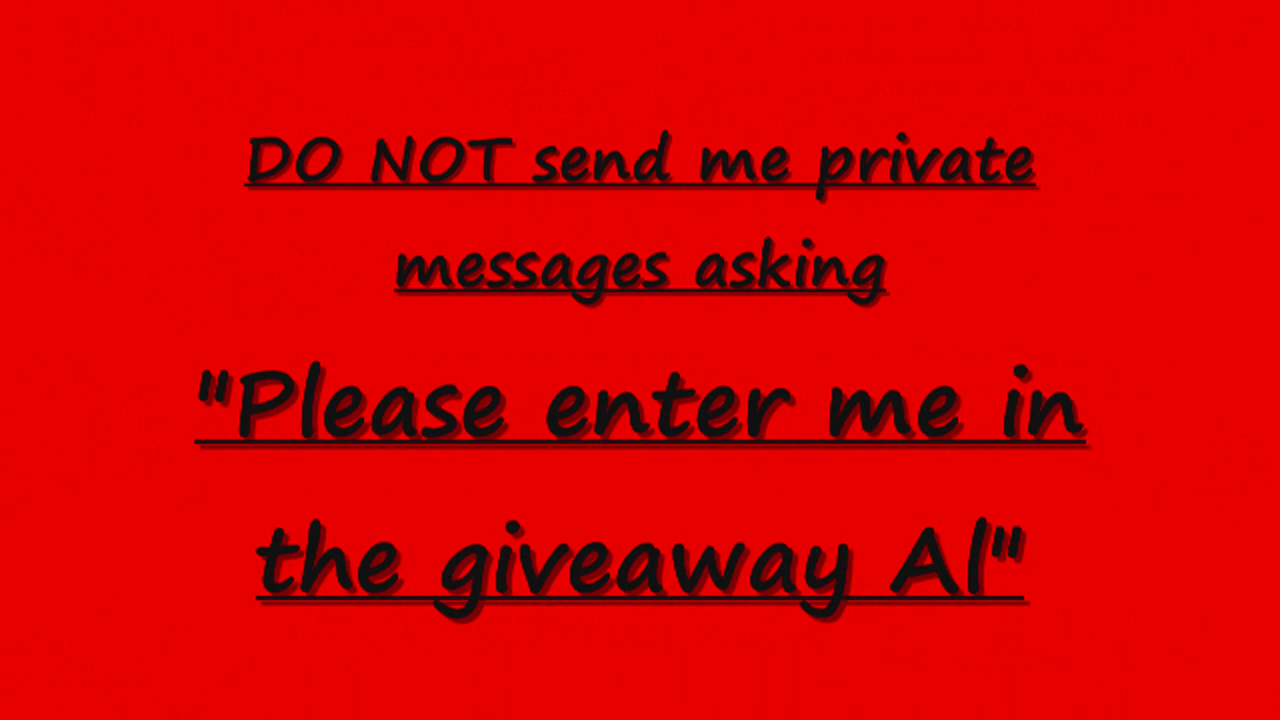 DO NOT send me private
messages asking
"Please enter me in
the giveaway Al"